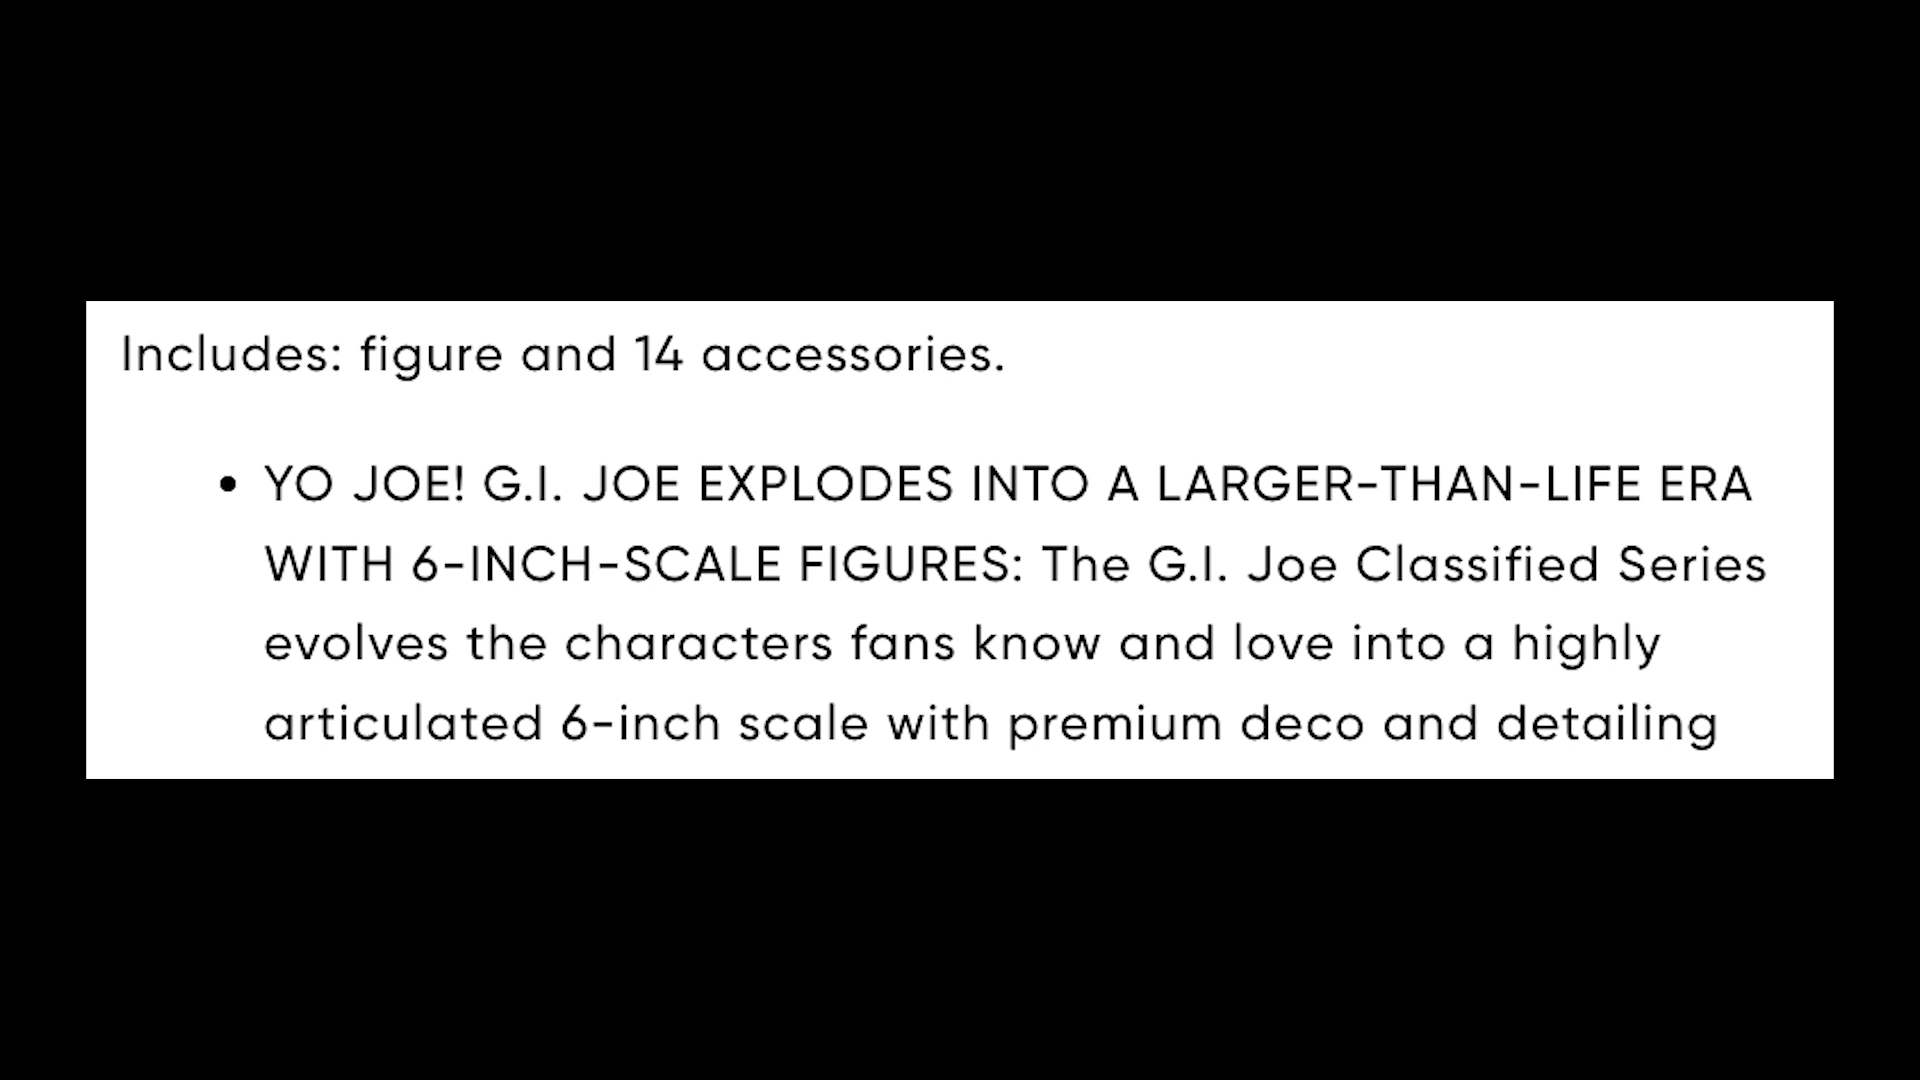 Includes: figure and 14 accessories.
• YO JOE! G.I. JOE EXPLODES INTO A LARGER-THAN-LIFE ERA
WITH 6-INCH-SCALE FIGURES: The G.I. Joe Classified Series
evolves the characters fans know and love into a highly
articulated 6-inch scale with premium deco and detailing